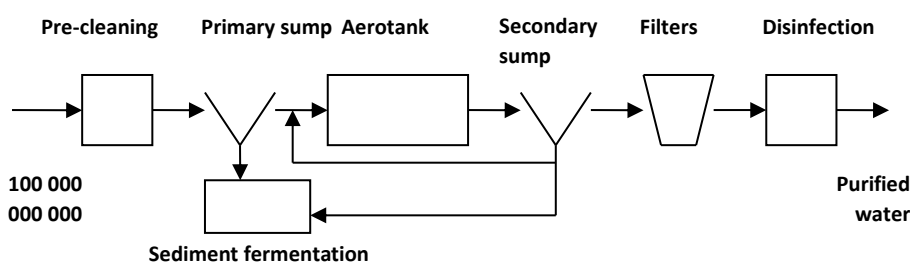 Pre-cleaning
Primary sump
Aerotank
Secondary
sump
Filters
Disinfection
100 000
000 000
Purified
water
Sediment fermentation